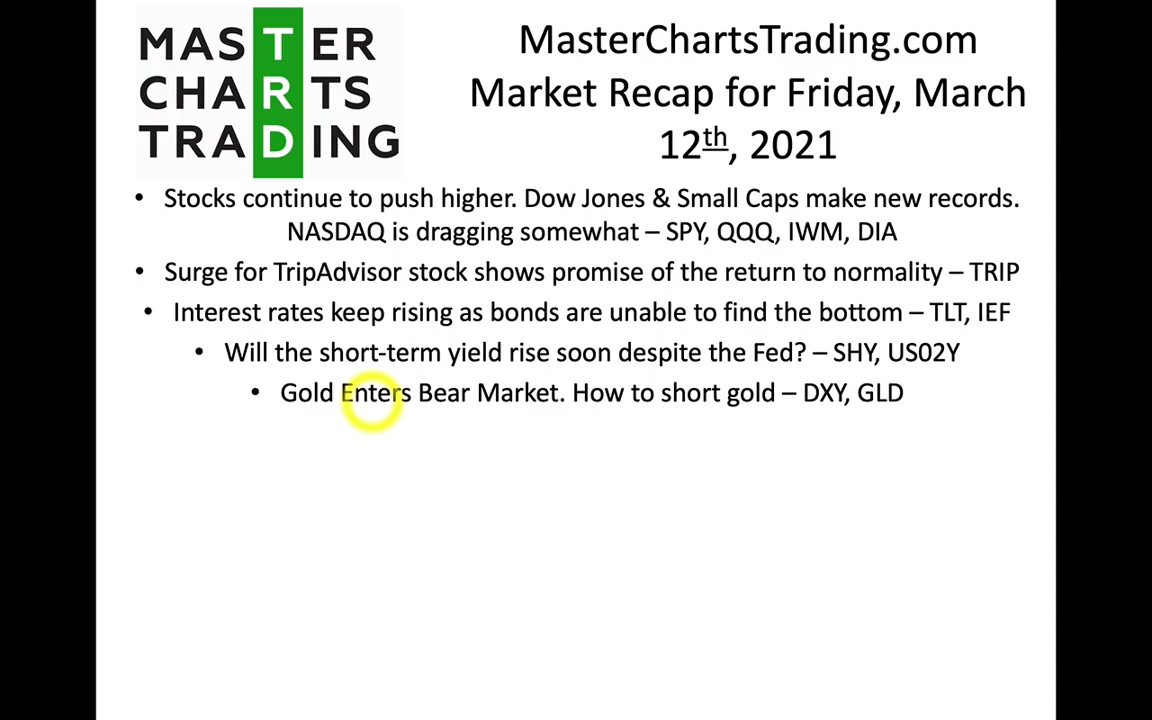 MASTER
CHARTS
TRADING
MasterChartsTrading.com
Market Recap for Friday, March
12th, 2021
• Stocks continue to push higher. Dow Jones & Small Caps make new records.
NASDAQ is dragging somewhat – SPY, QQQ, IWM, DIA
• Surge for TripAdvisor stock shows promise of the return to normality – TRIP
• Interest rates keep rising as bonds are unable to find the bottom – TLT, IEF
• Will the short-term yield rise soon despite the Fed? – SHY, US02Y
• Gold Enters Bear Market. How to short gold – DXY, GLD